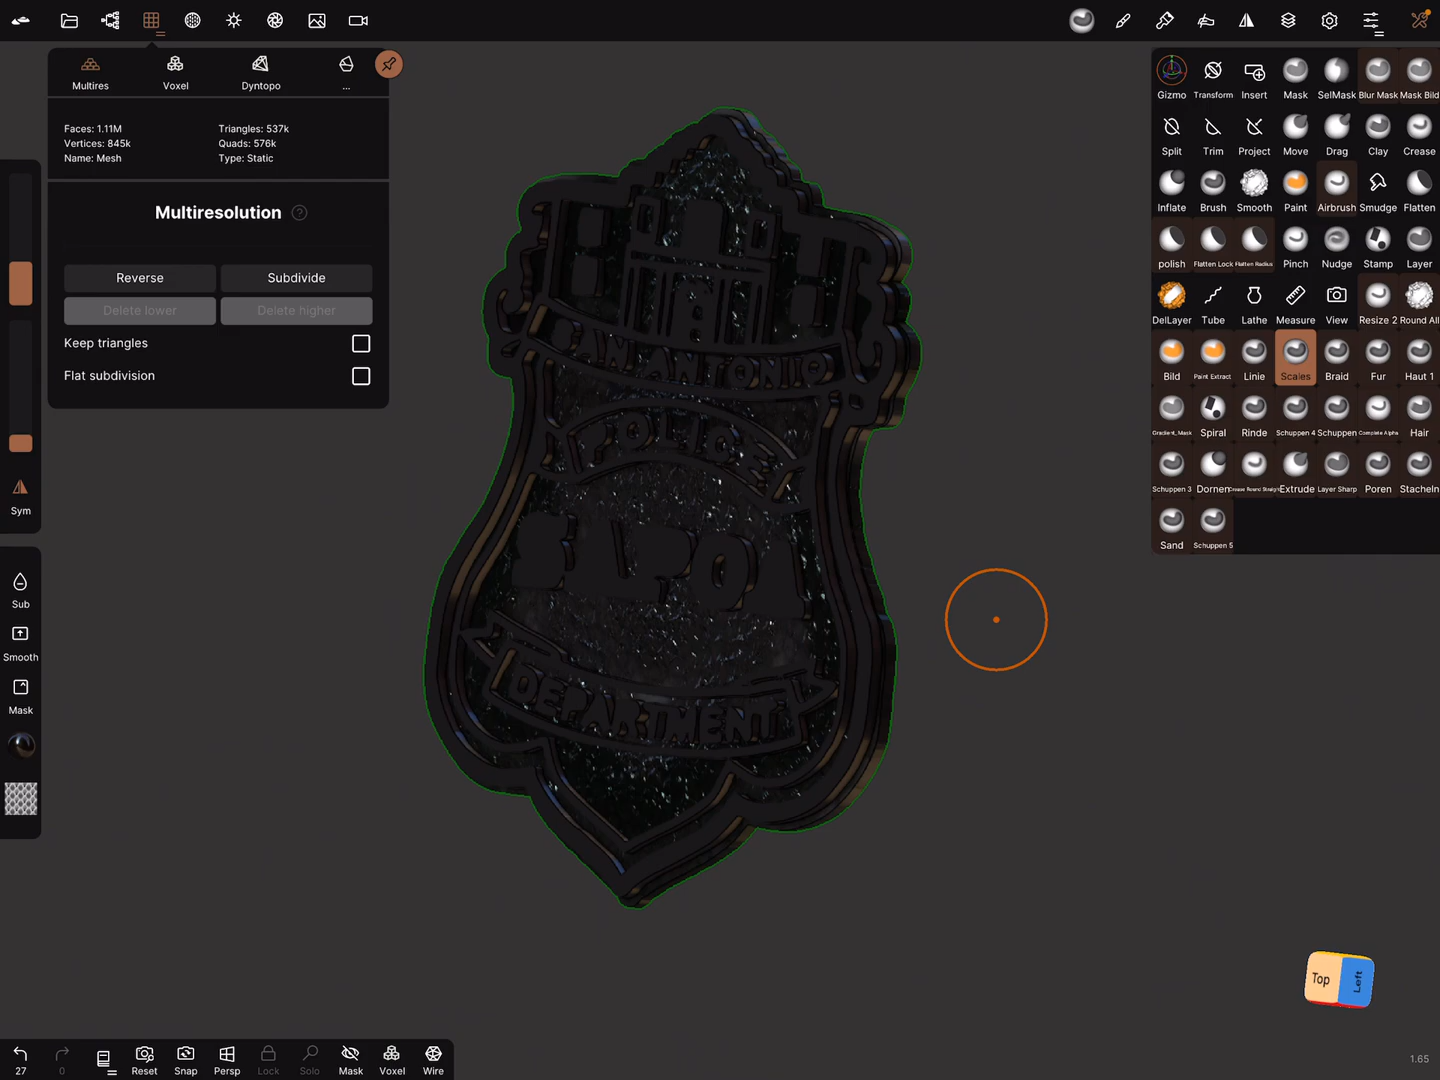 Multires
Voxel
Dyntopo
...
Faces: 1.11M
Triangles: 537k
Vertices: 845k
Quads: 576k
Name: Mesh
Type: Static
Multiresolution ?
Reverse
Subdivide
Delete lower
Delete higher
Keep triangles
Flat subdivision
Sym
Sub
Smooth
Mask
Gizmo Transform Insert Mask SelMask Blur Mask Mask Bild
Split Trim Project Move Drag Clay Crease
Inflate Brush Smooth Paint Airbrush Smudge Flatten
polish Flatten Lock Flatten Radius Pinch Nudge Stamp Layer
DelLayer Tube Lathe Measure View Resize 2 Round All
Bild Paint Extract Linie Scales Braid Fur Haut 1
Gradient_Mask Spiral Rinde Schuppen 4 Schuppen Complete Alpha Hair
Schuppen 3 Dornen Extrude Layer Sharp Poren Stacheln
Sand Schuppen 5
SAN ANTONIO
POLICE
DEPARTMENT
Top
Left
27
0
Reset
Snap
Persp
Lock
Solo
Mask
Voxel
Wire
1.65